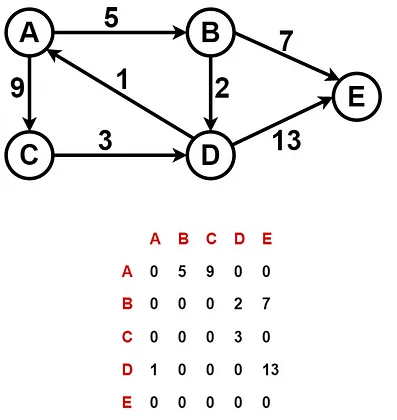 A 5 B 7
9 1 2 E
C 3 D 13
A B C D E
A 0 5 9 0 0
B 0 0 0 2 7
C 0 0 0 3 0
D 1 0 0 0 13
E 0 0 0 0 0